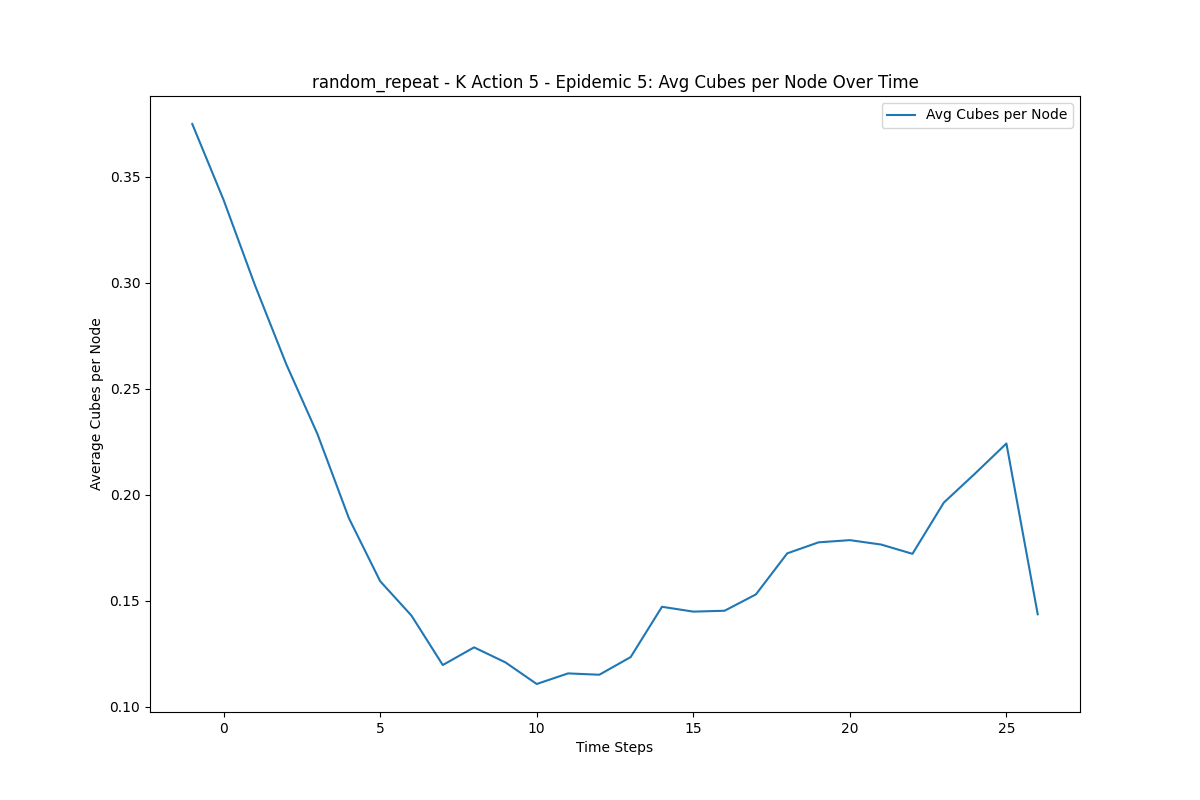 random_repeat - K Action 5 - Epidemic 5: Avg Cubes per Node Over Time
Avg Cubes per Node
Average Cubes per Node
0.35
0.30
0.25
0.20
0.15
0.10
0 5 10 15 20 25
Time Steps